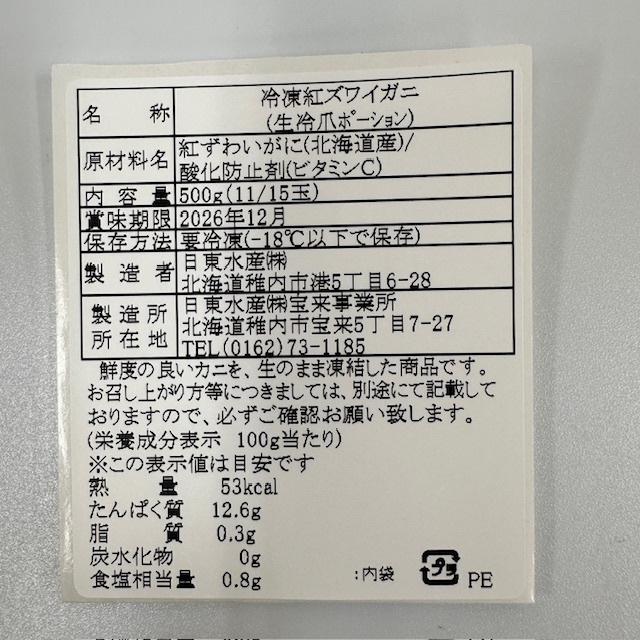 名称 冷凍紅ズワイガニ
(生冷爪ポーション)
原材料名 紅ずわいがに(北海道産)/
酸化防止剤(ビタミンC)
内容量 500g(11/15玉)
賞味期限 2026年12月
保存方法 要冷凍(-18℃以下で保存)
製造者 日東水産㈱
北海道稚内市港5丁目6-28
製造所 日東水産㈱宝来事業所
所在地 北海道稚内市宝来5丁目7-27
TEL(0162)73-1185
鮮度の良いカニを、生のまま凍結した商品です。
お召し上がり方等につきましては、別途にて記載して
おりますので、必ずご確認お願い致します。
(栄養成分表示 100g当たり)
※この表示値は目安です
熱量 53kcal
たんぱく質 12.6g
脂質 0.3g
炭水化物 0g
食塩相当量 0.8g
:内袋 プラ PE